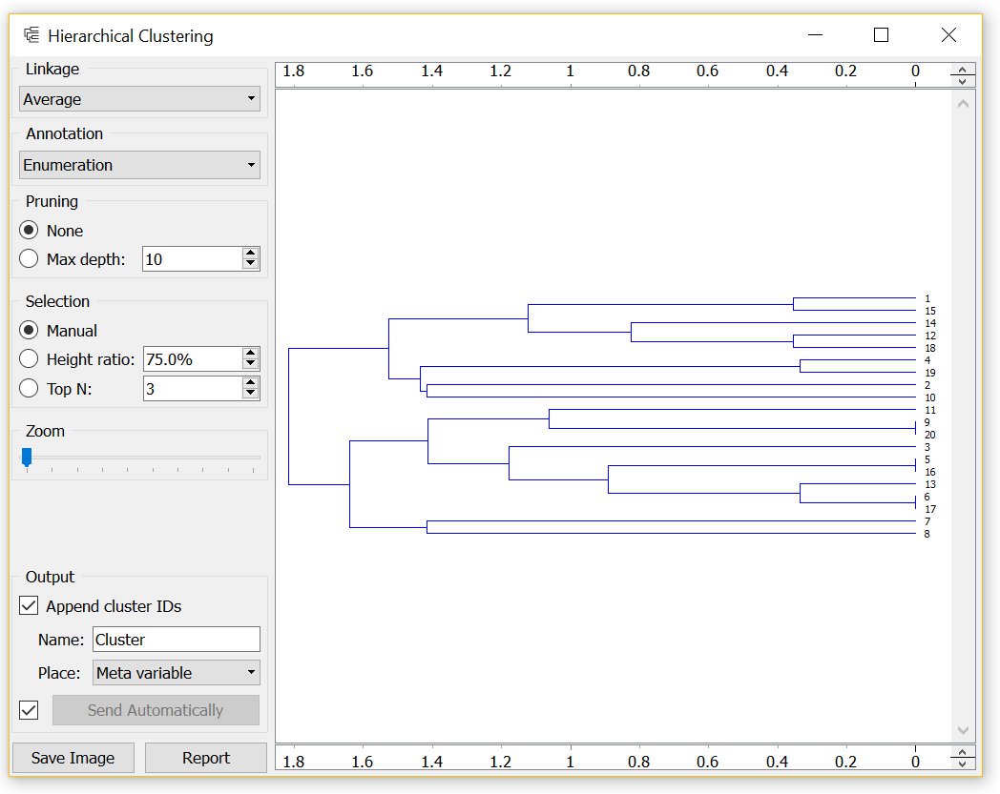 Hierarchical Clustering
Linkage
Average
Annotation
Enumeration
Pruning
None
Max depth: 10
Selection
Manual
Height ratio: 75.0%
Top N: 3
Zoom
Output
Append cluster IDs
Name: Cluster
Place: Meta variable
Send Automatically
Save Image Report
1.8 1.6 1.4 1.2 1 0.8 0.6 0.4 0.2 0
1
15
14
12
18
4
19
2
10
11
9
20
3
5
16
13
6
17
7
8
1.8 1.6 1.4 1.2 1 0.8 0.6 0.4 0.2 0